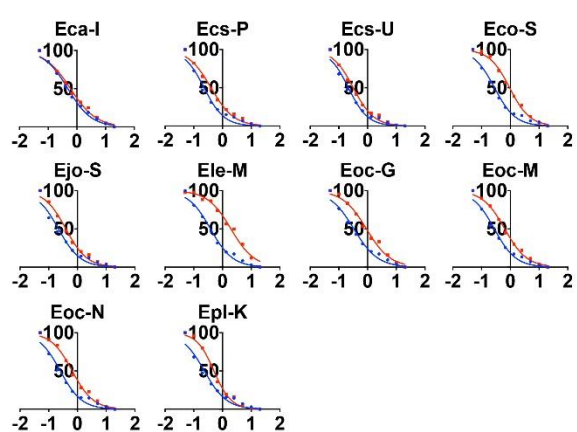 Eca-I Ecs-P Ecs-U Eco-S
100 100 100 100
50 50 50 50
-2 -1 0 1 2 -2 -1 0 1 2 -2 -1 0 1 2 -2 -1 0 1 2
Ejo-S Ele-M Eoc-G Eoc-M
100 100 100 100
50 50 50 50
-2 -1 0 1 2 -2 -1 0 1 2 -2 -1 0 1 2 -2 -1 0 1 2
Eoc-N Epl-K
100 100
50 50
-2 -1 0 1 2 -2 -1 0 1 2